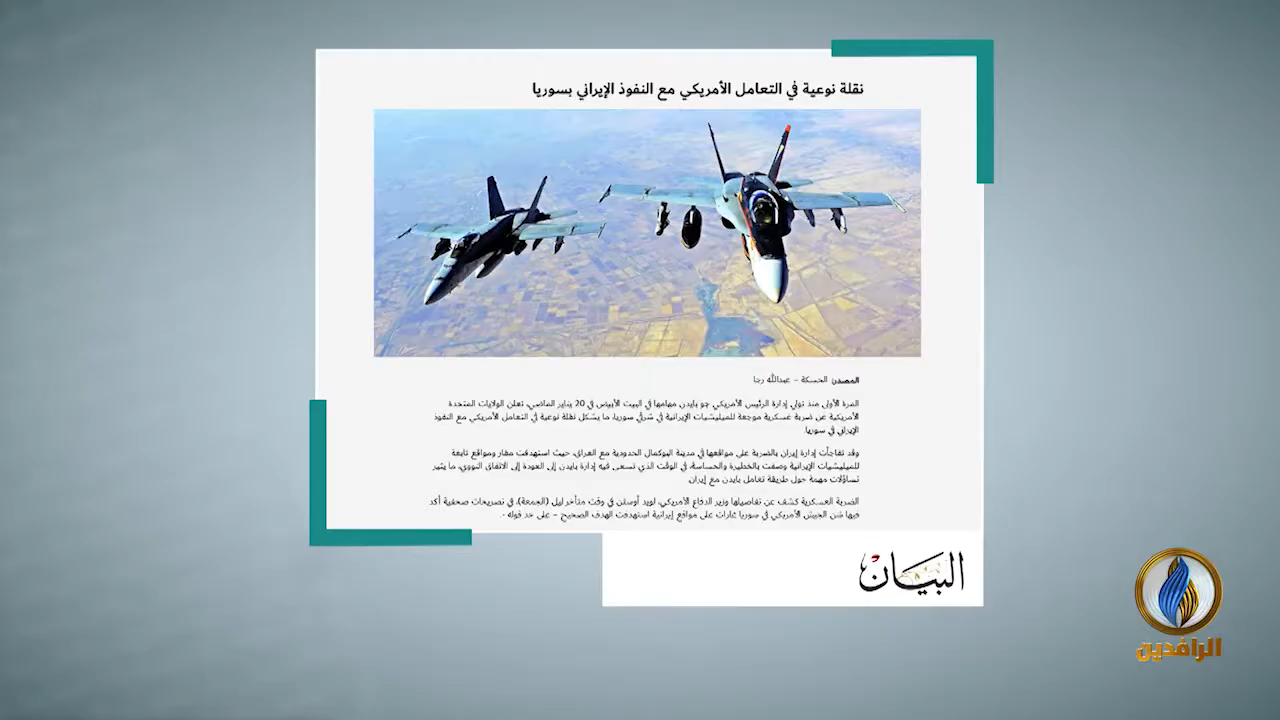 نقلة نوعية في التعامل الأمريكي مع النفوذ الإيراني بسوريا
المصدر: الحسكة - عبدالله رجا
المرة الأولى منذ تولي إدارة الرئيس الأمريكي جو بايدن مهامها في البيت الأبيض في 20 يناير الماضي، تعلن الولايات المتحدة
الأمريكية عن ضربة عسكرية موجعة للميليشيات الإيرانية في شرقي سوريا، ما يشكل نقلة نوعية في التعامل الأمريكي مع النفوذ
الإيراني في سوريا.
وقد تفاجأت إدارة إيران بالضربة على مواقعها في مدينة البوكمال الحدودية مع العراق، حيث استهدفت مقار ومواقع تابعة
للميليشيات الإيرانية وصفت بالخطيرة والحساسة، في الوقت الذي تسعى فيه إدارة بايدن إلى العودة إلى الاتفاق النووي، ما يثير
تساؤلات مهمة حول طريقة تعامل بايدن مع إيران.
الضربة العسكرية كشف عن تفاصيلها وزير الدفاع الأمريكي، لويد أوستن في وقت متأخر ليل (الجمعة)، في تصريحات صحفية أكد
فيها شن الجيش الأمريكي في سوريا غارات على مواقع إيرانية استهدفت الهدف الصحيح – على حد قوله -.
البيان
الرافدين